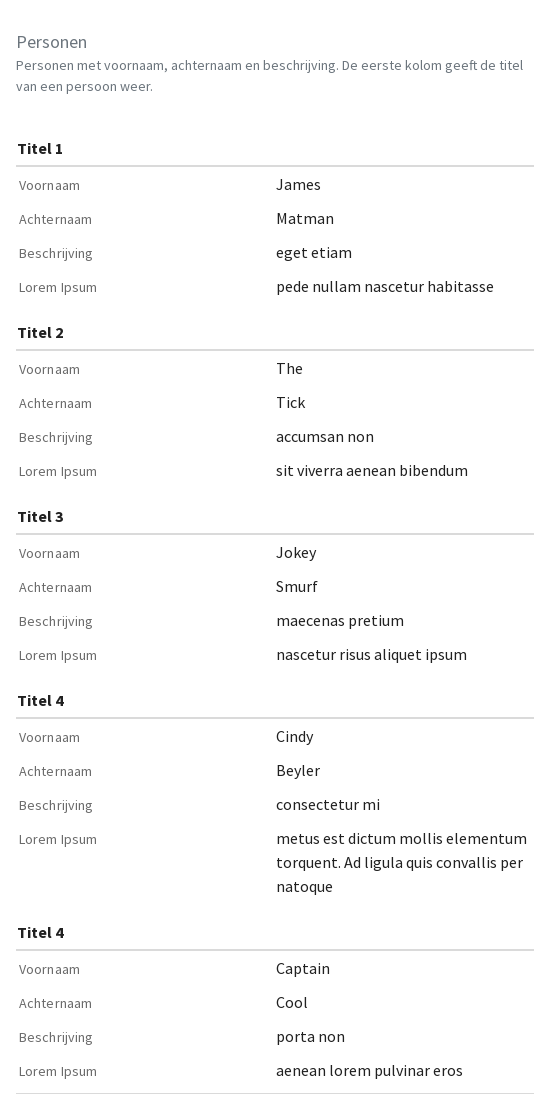 Personen
Personen met voornaam, achternaam en beschrijving. De eerste kolom geeft de titel
van een persoon weer.
Titel 1
Voornaam James
Achternaam Matman
Beschrijving eget etiam
Lorem Ipsum pede nullam nascetur habitasse
Titel 2
Voornaam The
Achternaam Tick
Beschrijving accumsan non
Lorem Ipsum sit viverra aenean bibendum
Titel 3
Voornaam Jokey
Achternaam Smurf
Beschrijving maecenas pretium
Lorem Ipsum nascetur risus aliquet ipsum
Titel 4
Voornaam Cindy
Achternaam Beyler
Beschrijving consectetur mi
Lorem Ipsum metus est dictum mollis elementum
torquent. Ad ligula quis convallis per
natoque
Titel 4
Voornaam Captain
Achternaam Cool
Beschrijving porta non
Lorem Ipsum aenean lorem pulvinar eros